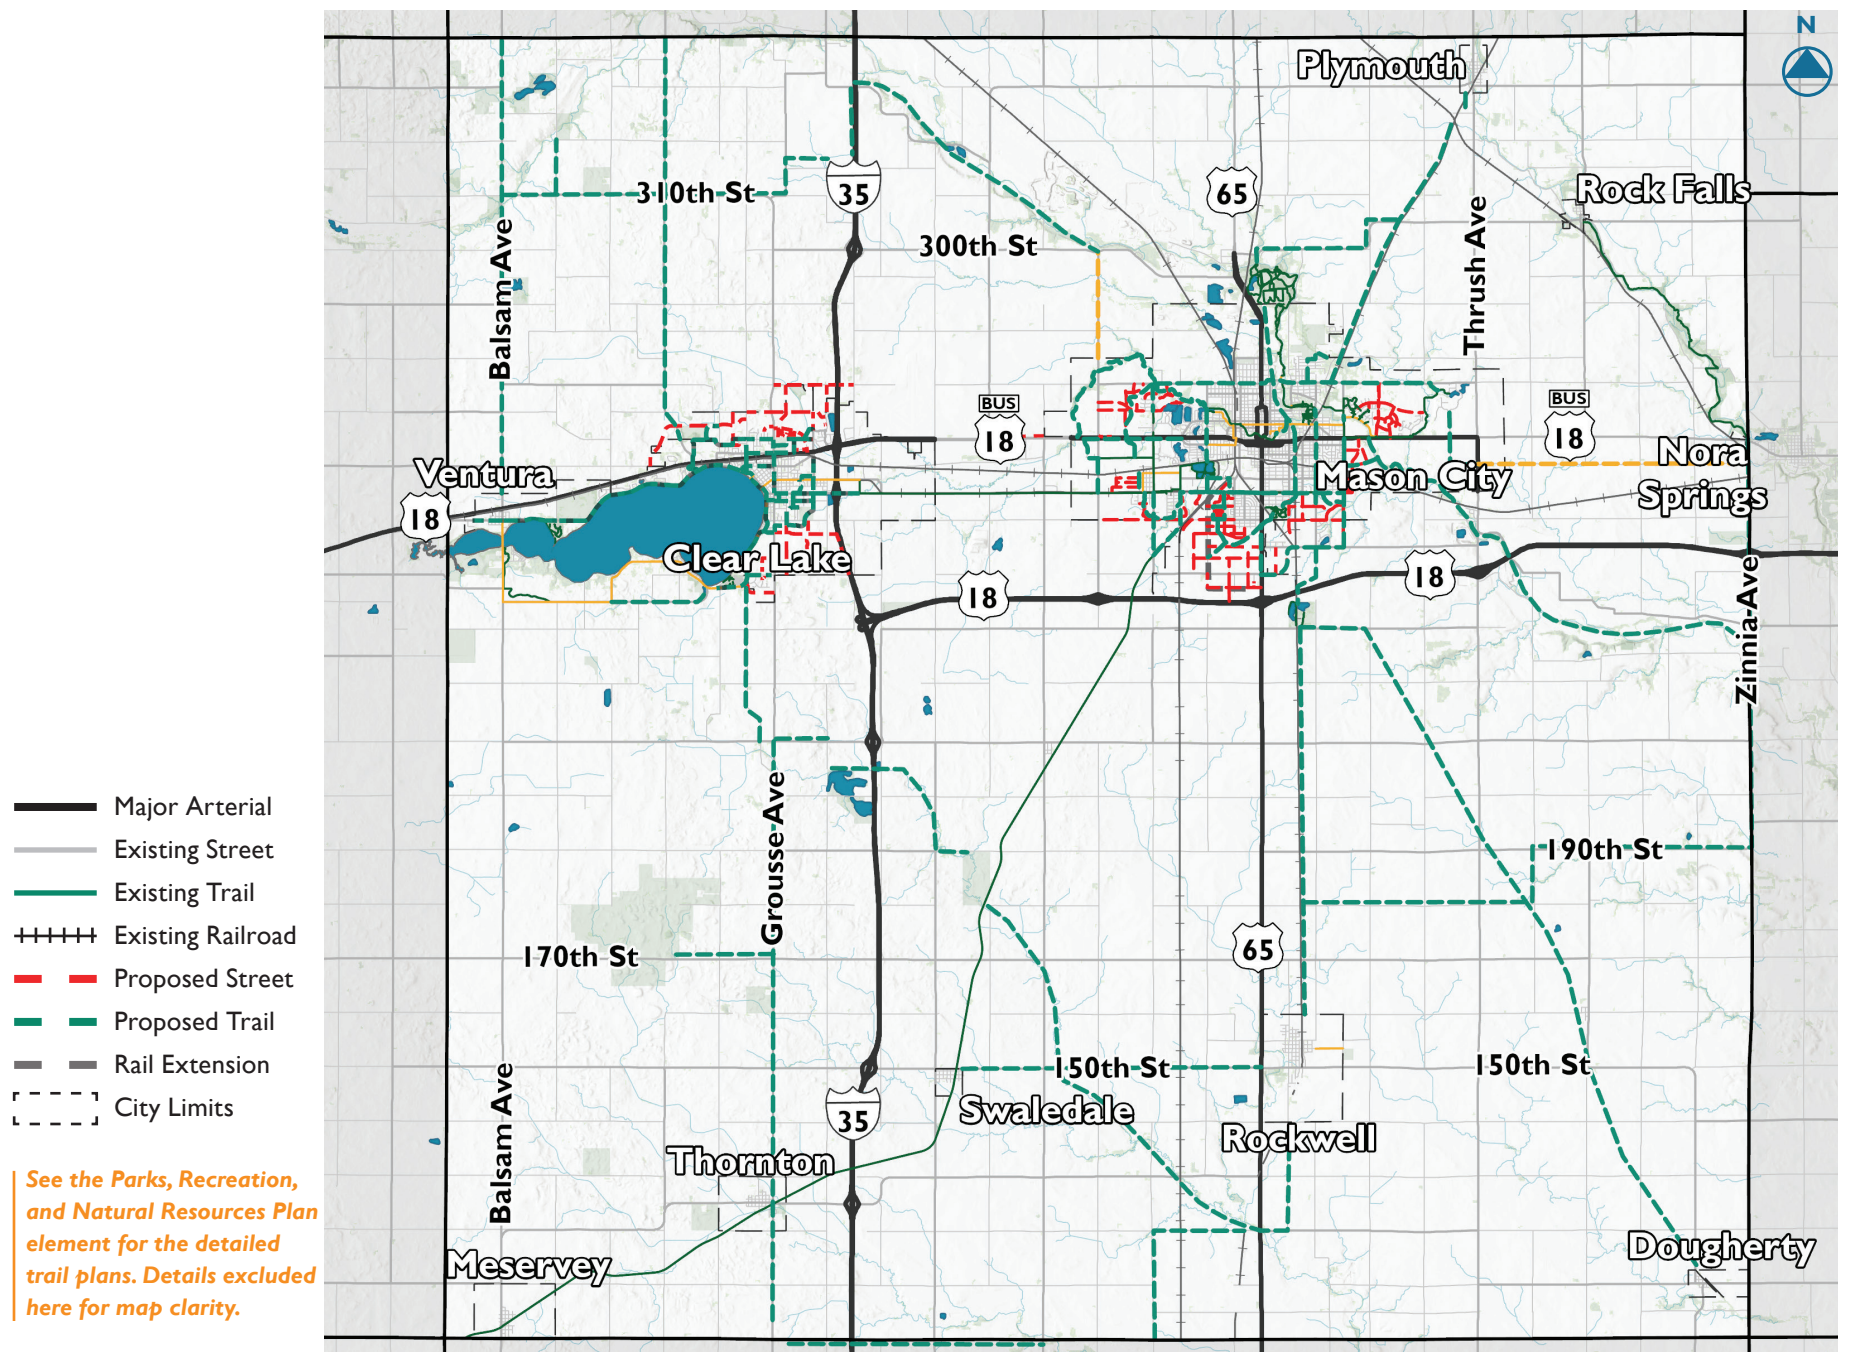 N
Plymouth
Rock Falls
310th St
35
65
300th St
Balsam Ave
Thrush Ave
BUS
18
BUS
18
Ventura
18
Nora
Springs
Mason City
Clear Lake
18
18
Zinnia Ave
Grousse Ave
190th St
170th St
65
150th St
150th St
Balsam Ave
35
Swaledale
Rockwell
Thornton
Meservey
Dougherty
Major Arterial
Existing Street
Existing Trail
Existing Railroad
Proposed Street
Proposed Trail
Rail Extension
City Limits
See the Parks, Recreation,
and Natural Resources Plan
element for the detailed
trail plans. Details excluded
here for map clarity.